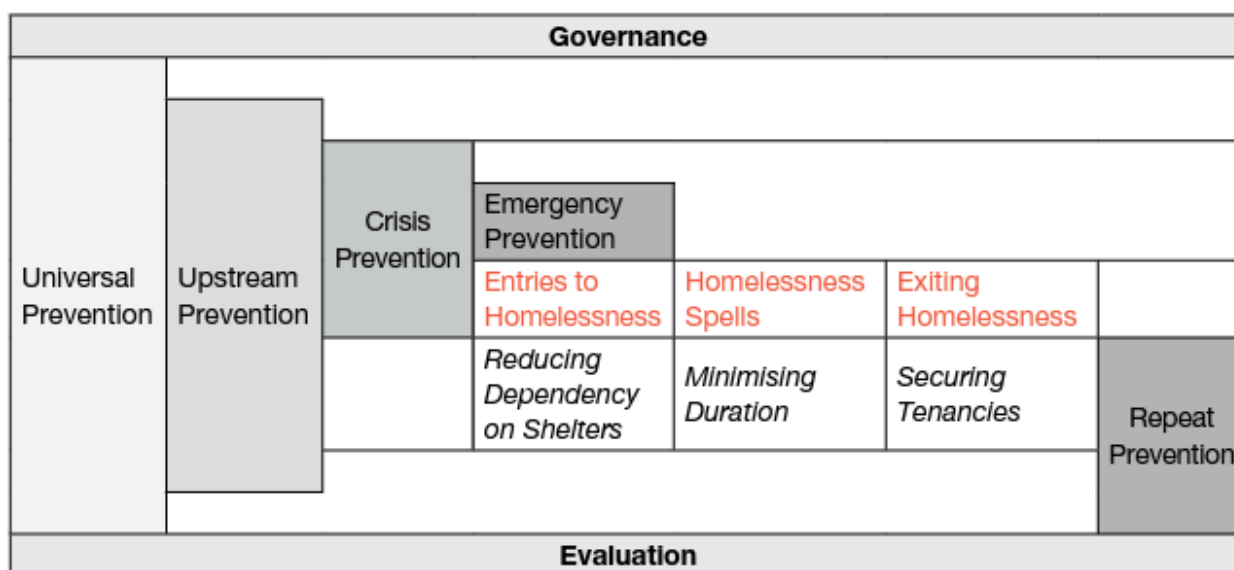 Governance
Universal
Prevention
Upstream
Prevention
Crisis
Prevention
Emergency
Prevention
Entries to
Homelessness
Homelessness
Spells
Exiting
Homelessness
Reducing
Dependency
on Shelters
Minimising
Duration
Securing
Tenancies
Repeat
Prevention
Evaluation